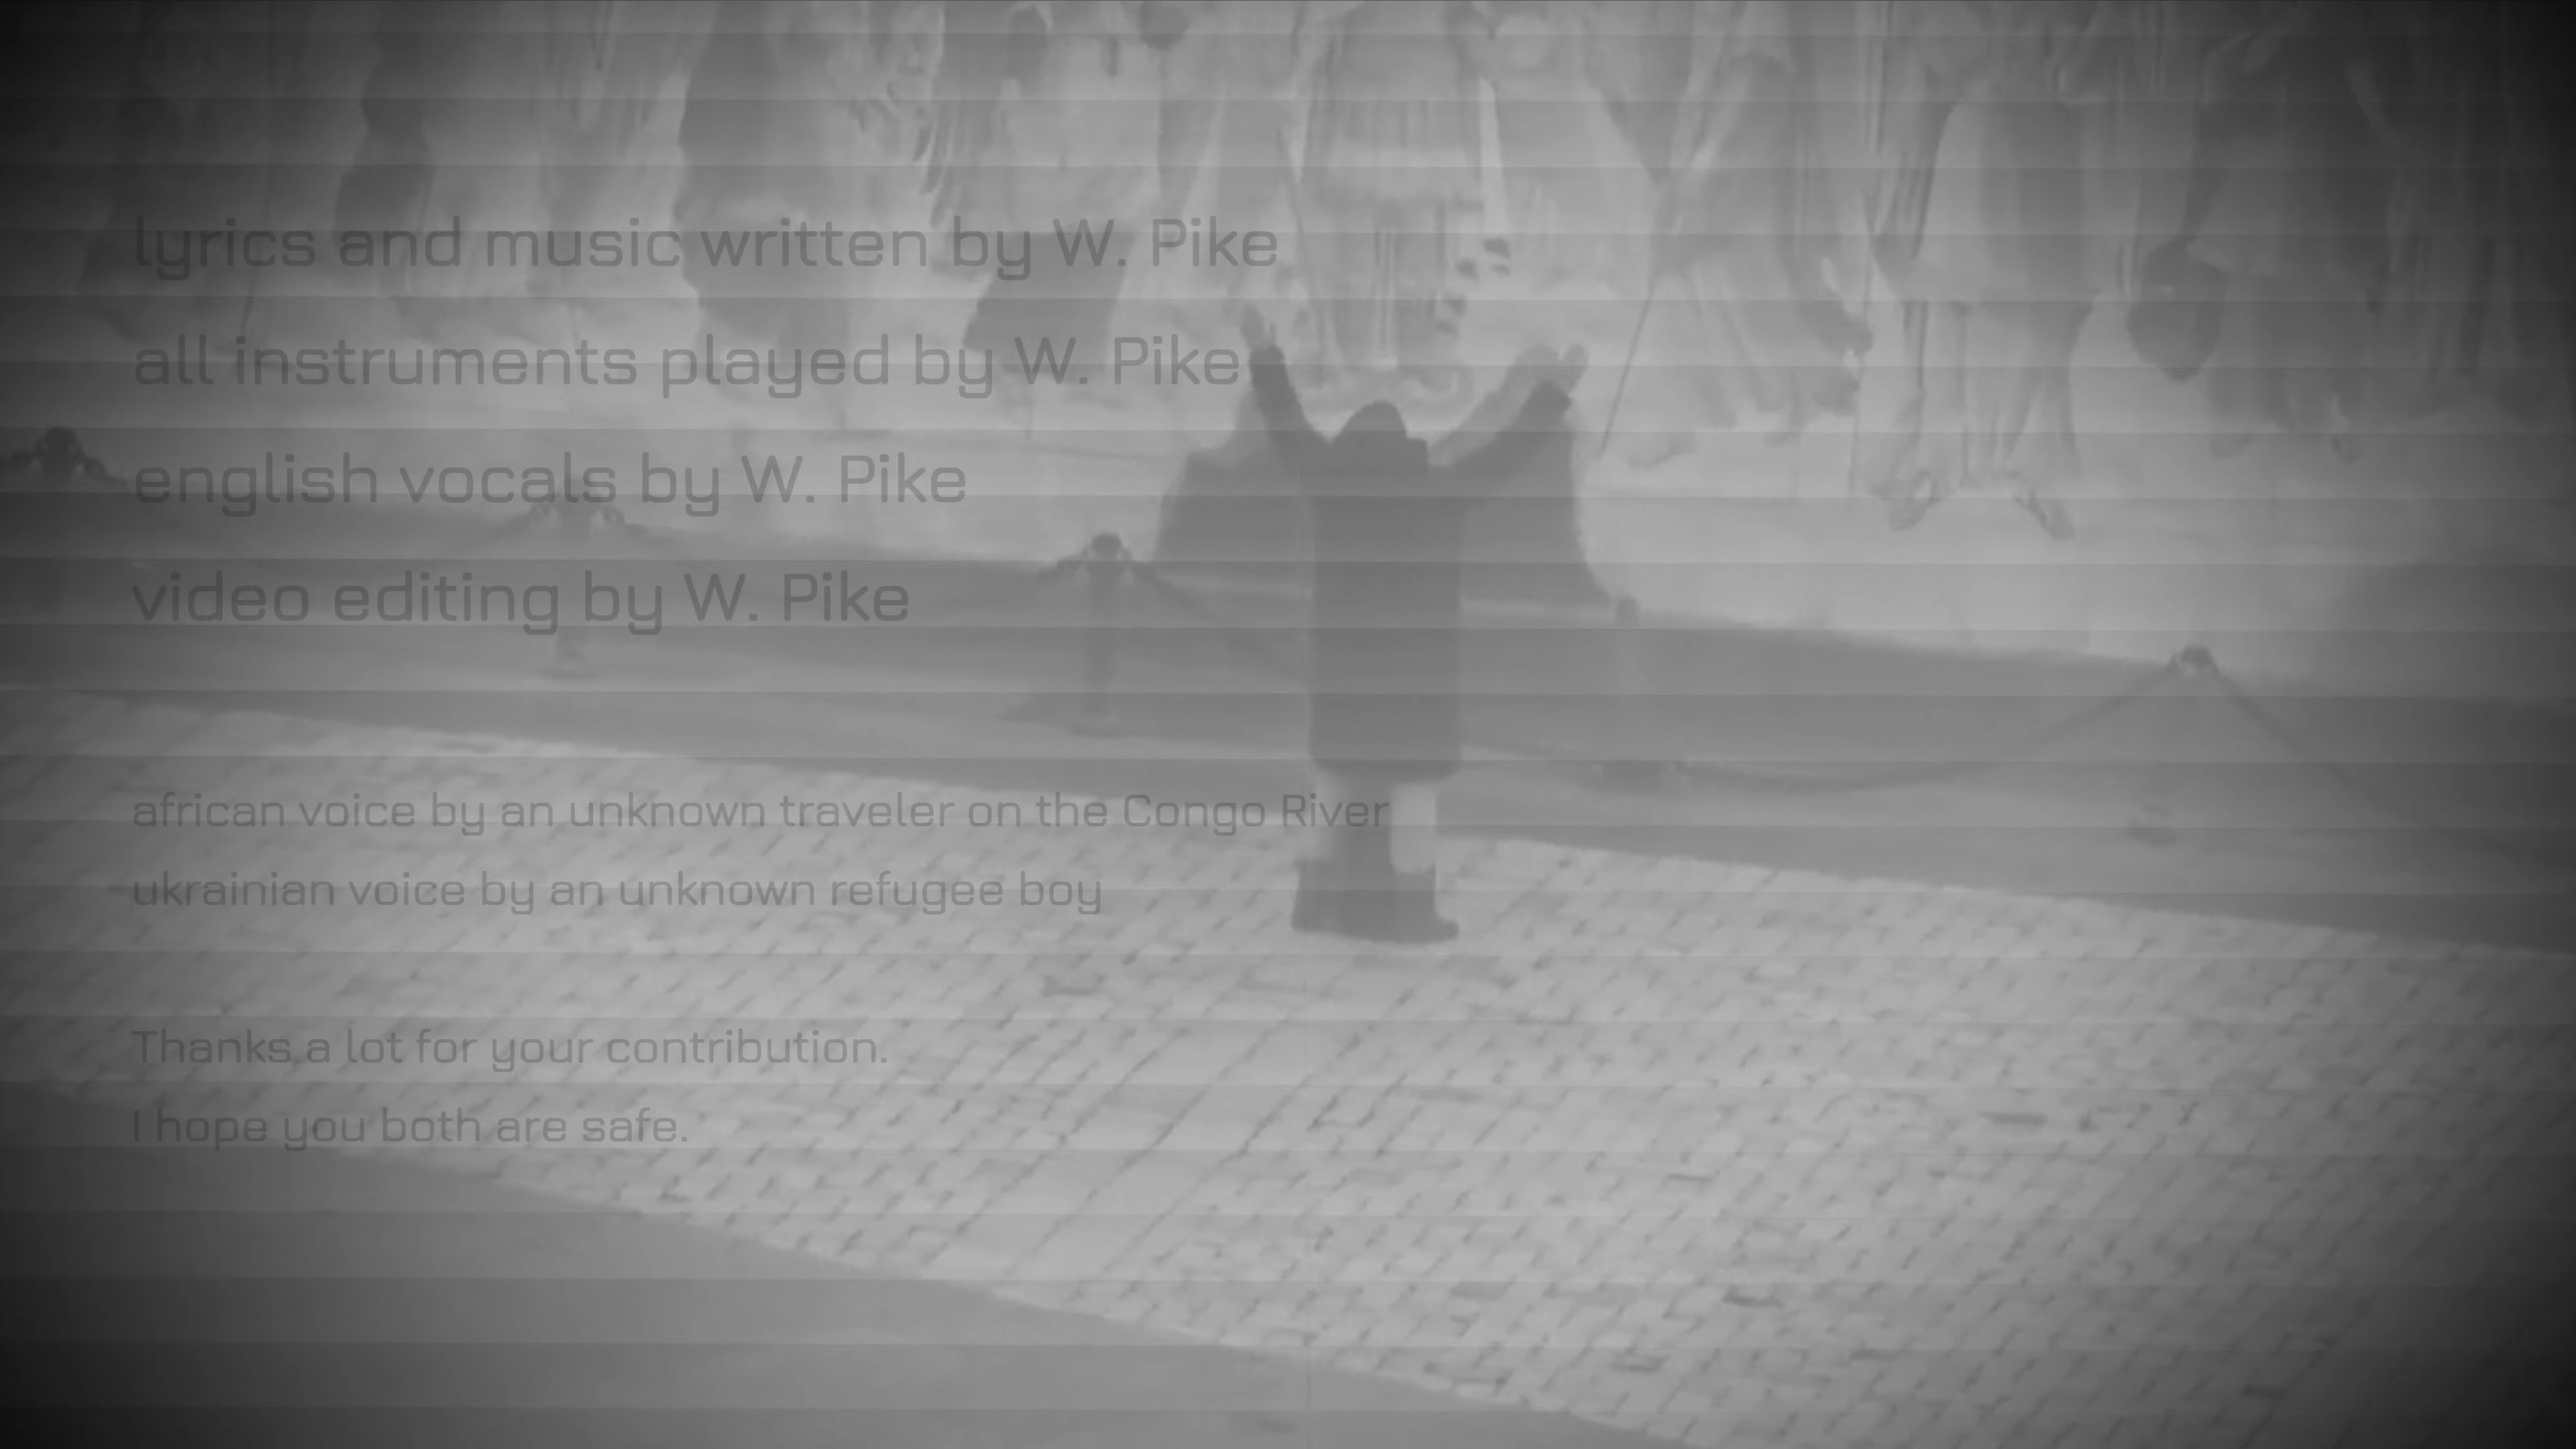 lyrics and music written by W. Pike
all instruments played by W. Pike
english vocals by W. Pike
video editing by W. Pike
african voice by an unknown traveler on the Congo River
ukrainian voice by an unknown refugee boy
Thanks a lot for your contribution.
I hope you both are safe.